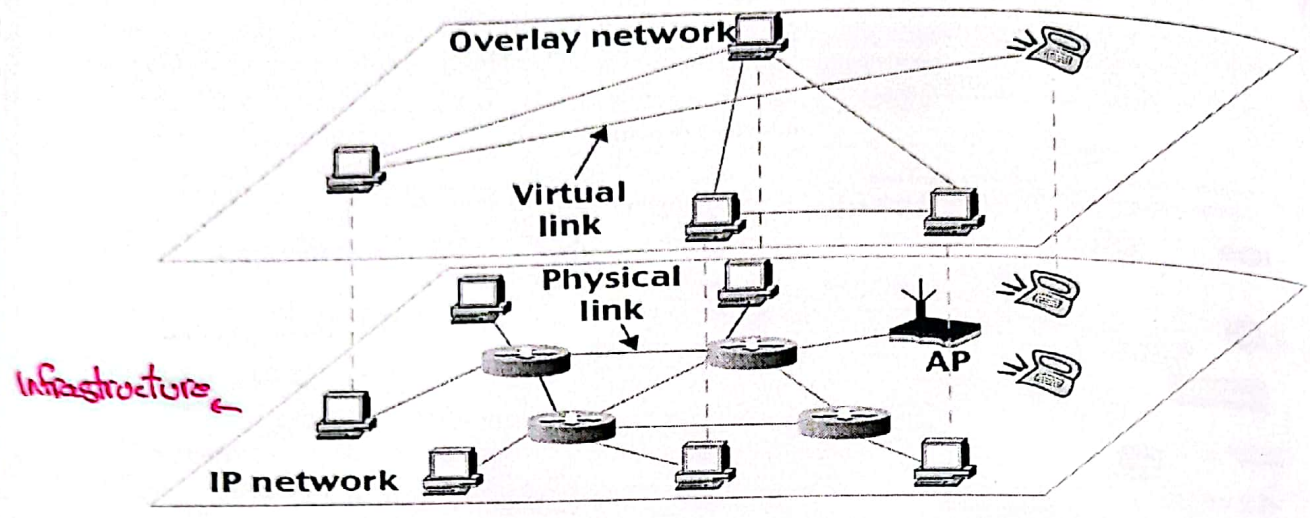 Overlay network
Virtual
link
Physical
link
AP
Infrastructure
IP network